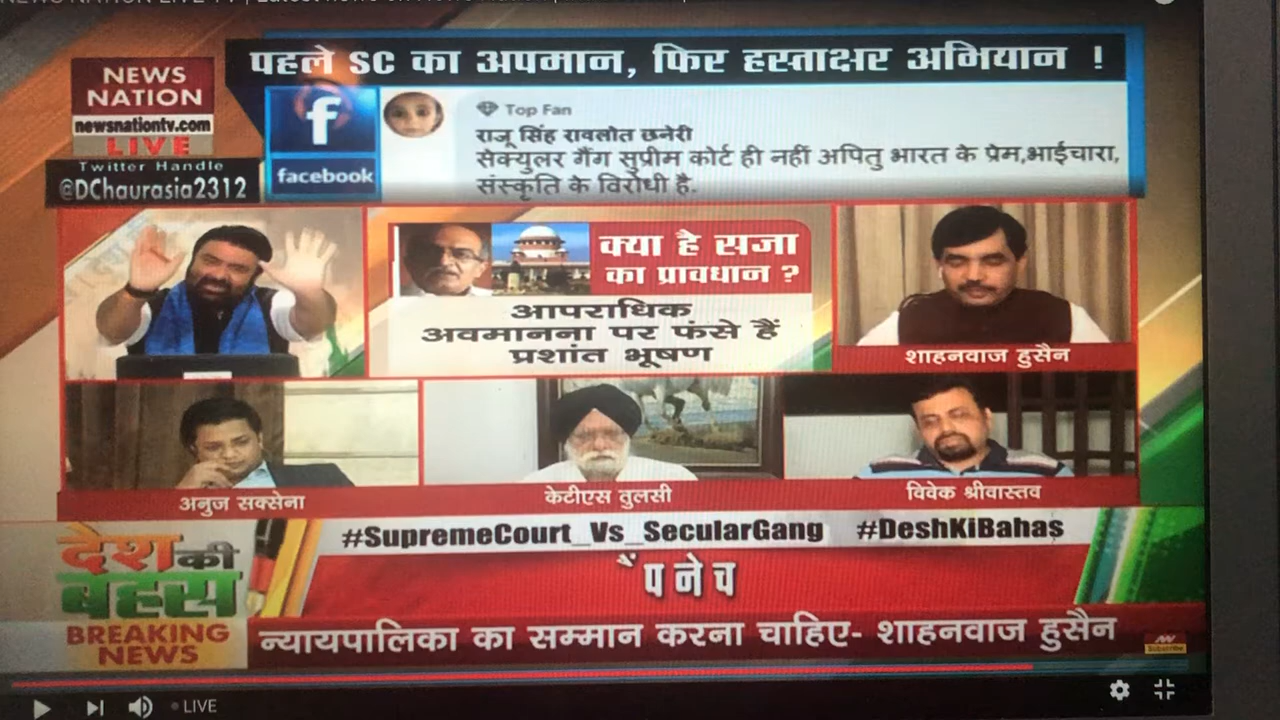 पहले SC का अपमान, फिर हस्ताक्षर अभियान !
NEWS
NATION
newsnationtv.com
LIVE
Twitter Handle
@DChaurasia2312
f
facebook
Top Fan
राजू सिंह रावलोत छनेरी
सेक्युलर गैंग सुप्रीम कोर्ट ही नहीं अपितु भारत के प्रेम,भाईचारा,
संस्कृति के विरोधी है.
क्या है सजा
का प्रावधान ?
आपराधिक
अवमानना पर फंसे हैं
प्रशांत भूषण
शाहनवाज हुसैन
अनुज सक्सेना
केटीएस तुलसी
विवेक श्रीवास्तव
#SupremeCourt_Vs_SecularGang #DeshKiBahas
देश की
बहस
BREAKING
NEWS
न्यायपालिका का सम्मान करना चाहिए- शाहनवाज हुसैन
Subscribe
LIVE